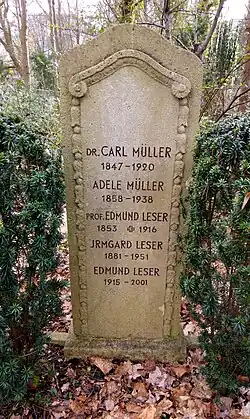 DR. CARL MÜLLER
1847-1920
ADELE MÜLLER
1858-1938
PROF. EDMUND LESER
1853 ✠ 1916
JRMGARD LESER
1881-1951
EDMUND LESER
1915-2001